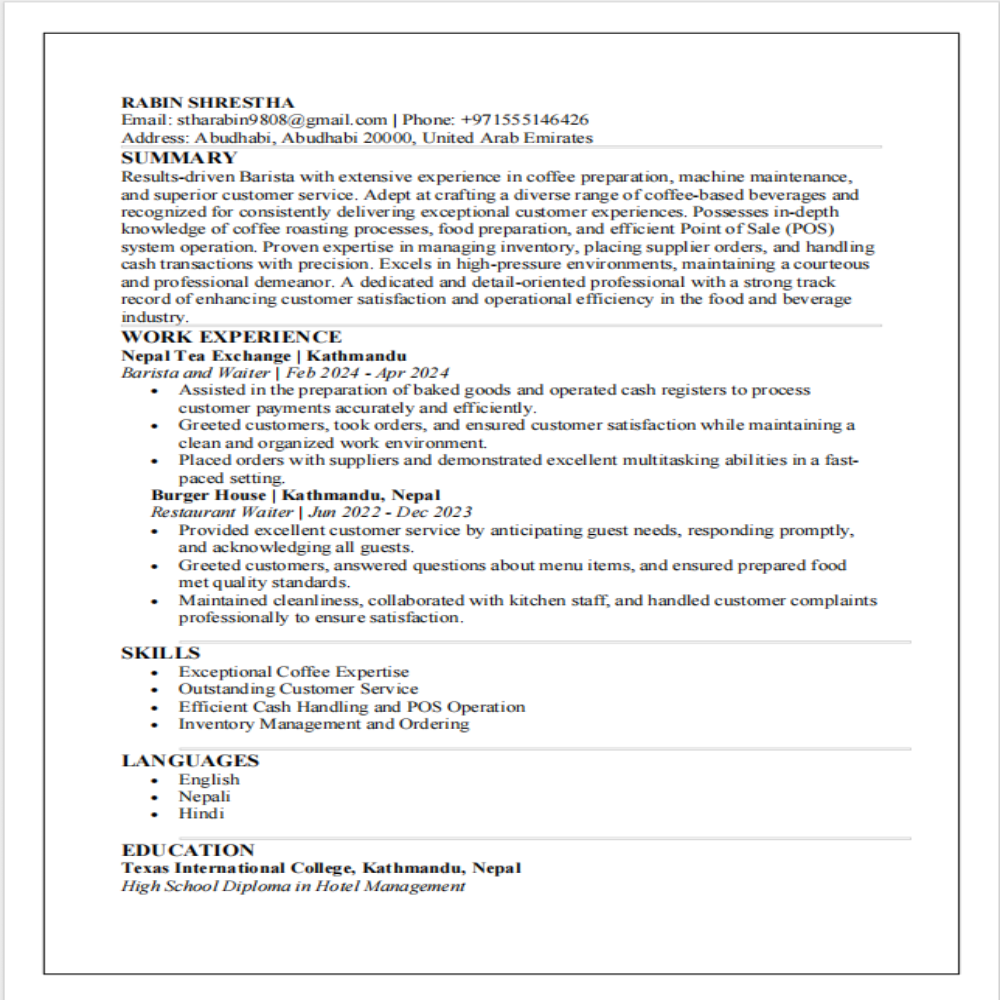 RABIN SHRESTHA
Email: stharabin9808@gmail.com | Phone: +971555146426
Address: Abudhabi, Abudhabi 20000, United Arab Emirates
SUMMARY
Results-driven Barista with extensive experience in coffee preparation, machine maintenance,
and superior customer service. Adept at crafting a diverse range of coffee-based beverages and
recognized for consistently delivering exceptional customer experiences. Possesses in-depth
knowledge of coffee roasting processes, food preparation, and efficient Point of Sale (POS)
system operation. Proven expertise in managing inventory, placing supplier orders, and handling
cash transactions with precision. Excels in high-pressure environments, maintaining a courteous
and professional demeanor. A dedicated and detail-oriented professional with a strong track
record of enhancing customer satisfaction and operational efficiency in the food and beverage
industry.
WORK EXPERIENCE
Nepal Tea Exchange | Kathmandu
Barista and Waiter | Feb 2024 - Apr 2024
• Assisted in the preparation of baked goods and operated cash registers to process
customer payments accurately and efficiently.
• Greeted customers, took orders, and ensured customer satisfaction while maintaining a
clean and organized work environment.
• Placed orders with suppliers and demonstrated excellent multitasking abilities in a fast-
paced setting.
Burger House | Kathmandu, Nepal
Restaurant Waiter | Jun 2022 - Dec 2023
• Provided excellent customer service by anticipating guest needs, responding promptly,
and acknowledging all guests.
• Greeted customers, answered questions about menu items, and ensured prepared food
met quality standards.
• Maintained cleanliness, collaborated with kitchen staff, and handled customer complaints
professionally to ensure satisfaction.
SKILLS
• Exceptional Coffee Expertise
• Outstanding Customer Service
• Efficient Cash Handling and POS Operation
• Inventory Management and Ordering
LANGUAGES
• English
• Nepali
• Hindi
EDUCATION
Texas International College, Kathmandu, Nepal
High School Diploma in Hotel Management